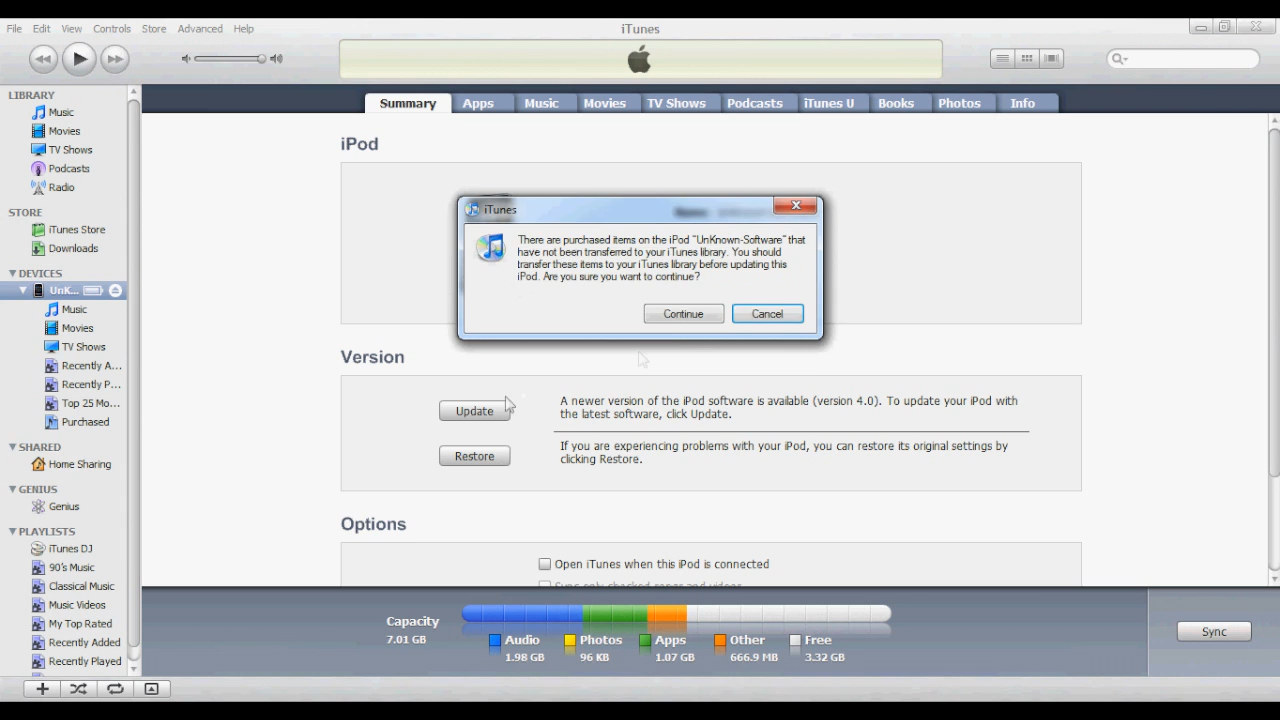 File Edit View Controls Store Advanced Help
iTunes
LIBRARY
Music
Movies
TV Shows
Podcasts
Radio
STORE
iTunes Store
Downloads
DEVICES
UnK...
Music
Movies
TV Shows
Recently A...
Recently P...
Top 25 Mo...
Purchased
SHARED
Home Sharing
GENIUS
Genius
PLAYLISTS
iTunes DJ
90's Music
Classical Music
Music Videos
My Top Rated
Recently Added
Recently Played
Summary Apps Music Movies TV Shows Podcasts iTunes U Books Photos Info
iPod
iTunes
There are purchased items on the iPod "UnKnown-Software" that
have not been transferred to your iTunes library. You should
transfer these items to your iTunes library before updating this
iPod. Are you sure you want to continue?
Continue Cancel
Version
Update
A newer version of the iPod software is available (version 4.0). To update your iPod with
the latest software, click Update.
Restore
If you are experiencing problems with your iPod, you can restore its original settings by
clicking Restore.
Options
Open iTunes when this iPod is connected
Sync only checked songs and videos
Capacity
7.01 GB
Audio
1.98 GB
Photos
96 KB
Apps
1.07 GB
Other
666.9 MB
Free
3.32 GB
Sync